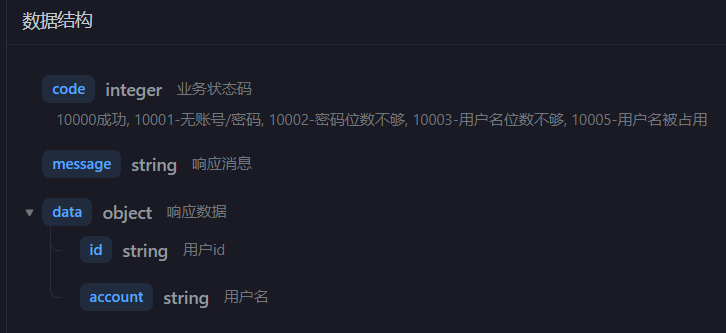 数据结构
code integer 业务状态码
10000成功, 10001-无账号/密码, 10002-密码位数不够, 10003-用户名位数不够, 10005-用户名被占用
message string 响应消息
data object 响应数据
id string 用户id
account string 用户名